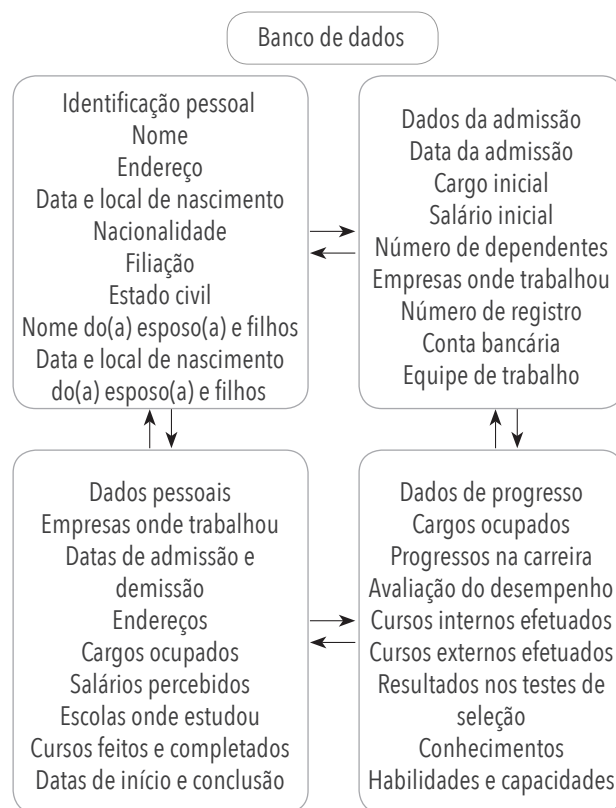 Banco de dados
Identificação pessoal
Nome
Endereço
Data e local de nascimento
Nacionalidade
Filiação
Estado civil
Nome do(a) esposo(a) e filhos
Data e local de nascimento
do(a) esposo(a) e filhos
Dados da admissão
Data da admissão
Cargo inicial
Salário inicial
Número de dependentes
Empresas onde trabalhou
Número de registro
Conta bancária
Equipe de trabalho
Dados pessoais
Empresas onde trabalhou
Datas de admissão e
demissão
Endereços
Cargos ocupados
Salários percebidos
Escolas onde estudou
Cursos feitos e completados
Datas de início e conclusão
Dados de progresso
Cargos ocupados
Progressos na carreira
Avaliação do desempenho
Cursos internos efetuados
Cursos externos efetuados
Resultados nos testes de
seleção
Conhecimentos
Habilidades e capacidades